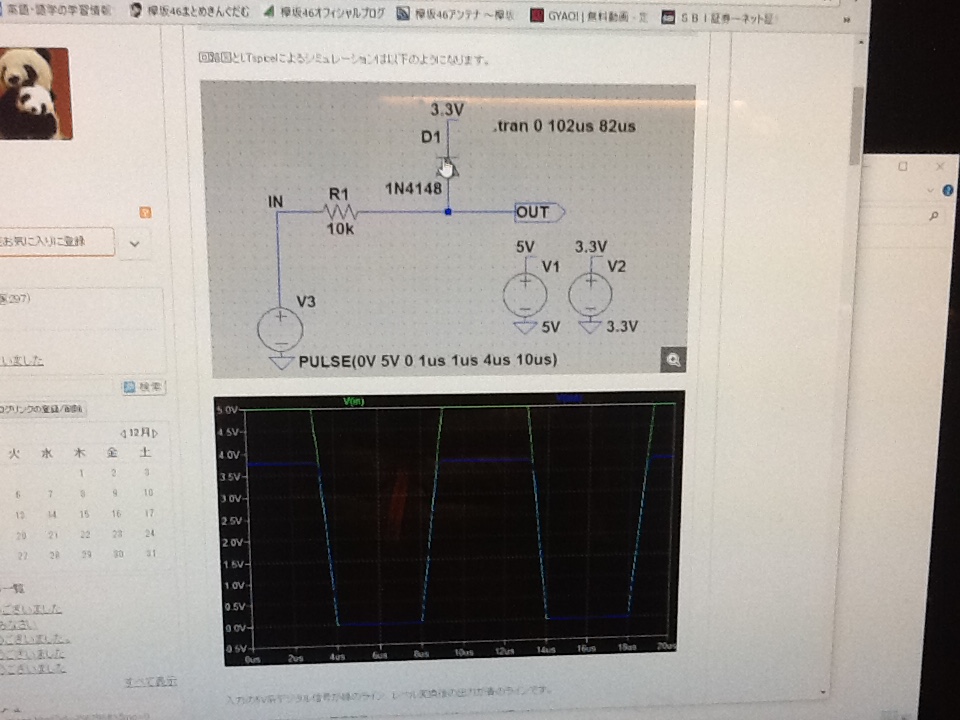 英語・語学の学習情報 欅坂46まとめきんぐだむ 欅坂46オフィシャルブログ 欅坂46アンテナ ～欅坂 GYAO! | 無料動画 ＳＢＩ証券－ネット証 »
回路図とLTspiceによるシミュレーションは以下のようになります。
3.3V
.tran 0 102us 82us
D1
1N4148
IN
R1
OUT
10k
5V 3.3V
V1 V2
V3
5V 3.3V
PULSE(0V 5V 0 1us 1us 4us 10us)
お気に入りに登録
いました
検索
ログリンクの登録/削除
12月
火 水 木 金 土
1 2 3
6 7 8 9 10
13 14 15 16 17
20 21 22 23 24
27 28 29 30 31
一覧
ございました
みなさい
ございました。
ございました
ございました
すべて表示
V(in)
5.0V
4.5V
4.0V
3.5V
3.0V
2.5V
2.0V
1.5V
1.0V
0.5V
0.0V
-0.5V
0us 2us 4us 6us 8us 10us 12us 14us 16us 18us 20us
入力の5V系デジタル信号が緑のライン、レベル変換後の出力が青のラインです。